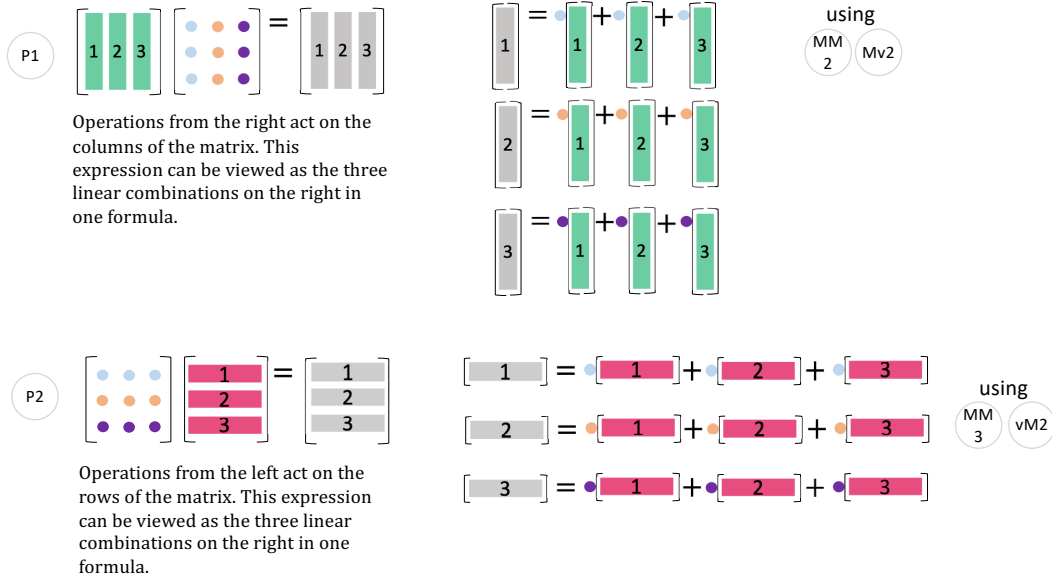 P1
1 2 3 = 1 2 3
Operations from the right act on the
columns of the matrix. This
expression can be viewed as the three
linear combinations on the right in
one formula.
1 = 1 + 2 + 3
2 = 1 + 2 + 3
3 = 1 + 2 + 3
using
MM
2
Mv2
P2
1
2
3
=
1
2
3
Operations from the left act on the
rows of the matrix. This expression
can be viewed as the three linear
combinations on the right in one
formula.
1 = 1 + 2 + 3
2 = 1 + 2 + 3
3 = 1 + 2 + 3
using
MM
3
vM2